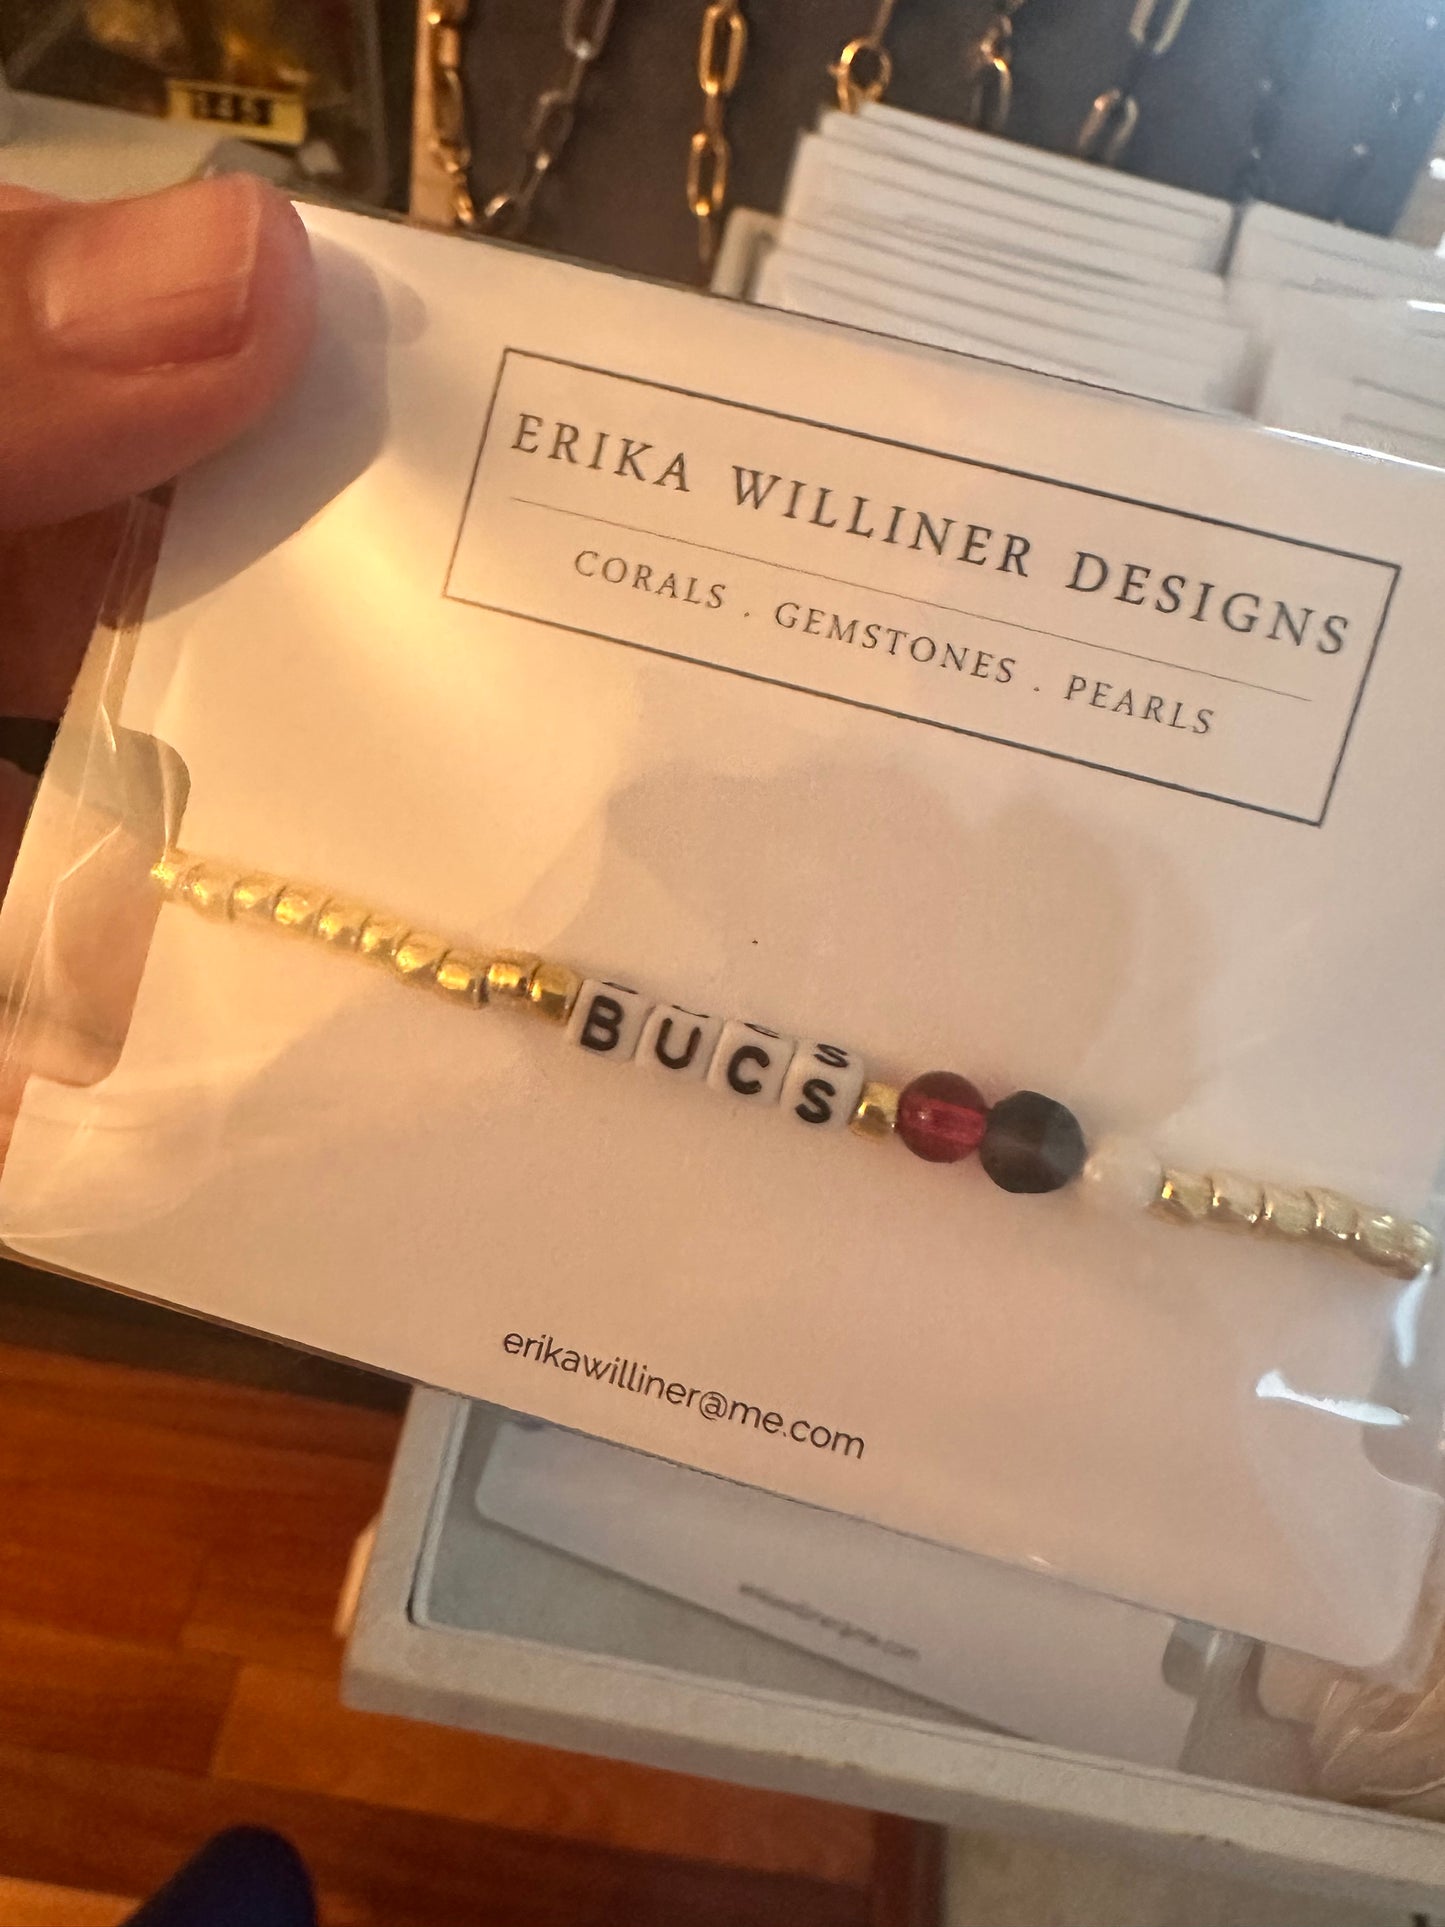 ERIKA WILLINER DESIGNS
CORALS . GEMSTONES . PEARLS
BUCS
erikawilliner@me.com